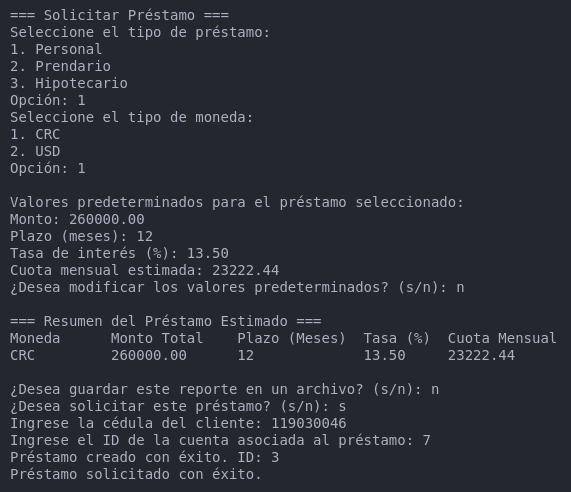 === Solicitar Préstamo ===
Seleccione el tipo de préstamo:
1. Personal
2. Prendario
3. Hipotecario
Opción: 1
Seleccione el tipo de moneda:
1. CRC
2. USD
Opción: 1

Valores predeterminados para el préstamo seleccionado:
Monto: 260000.00
Plazo (meses): 12
Tasa de interés (%): 13.50
Cuota mensual estimada: 23222.44
¿Desea modificar los valores predeterminados? (s/n): n

=== Resumen del Préstamo Estimado ===
Moneda      Monto Total    Plazo (Meses)  Tasa (%)  Cuota Mensual
CRC         260000.00      12             13.50     23222.44

¿Desea guardar este reporte en un archivo? (s/n): n
¿Desea solicitar este préstamo? (s/n): s
Ingrese la cédula del cliente: 119030046
Ingrese el ID de la cuenta asociada al préstamo: 7
Préstamo creado con éxito. ID: 3
Préstamo solicitado con éxito.